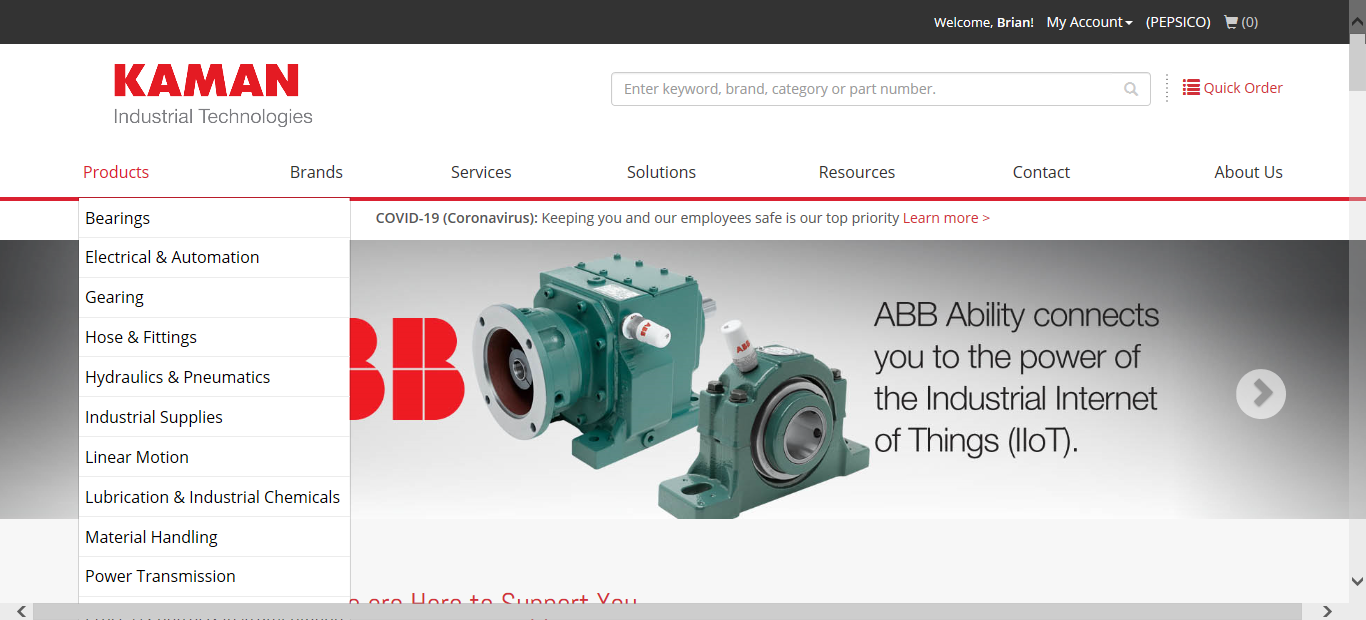 Welcome, Brian! My Account (PEPSICO) (0)
KAMAN
Industrial Technologies
Enter keyword, brand, category or part number.
Quick Order
Products Brands Services Solutions Resources Contact About Us
Bearings
Electrical & Automation
Gearing
Hose & Fittings
Hydraulics & Pneumatics
Industrial Supplies
Linear Motion
Lubrication & Industrial Chemicals
Material Handling
Power Transmission
COVID-19 (Coronavirus): Keeping you and our employees safe is our top priority Learn more >
BB
ABB
ABB
ABB Ability connects
you to the power of
the Industrial Internet
of Things (IIoT).
are Here to Support You